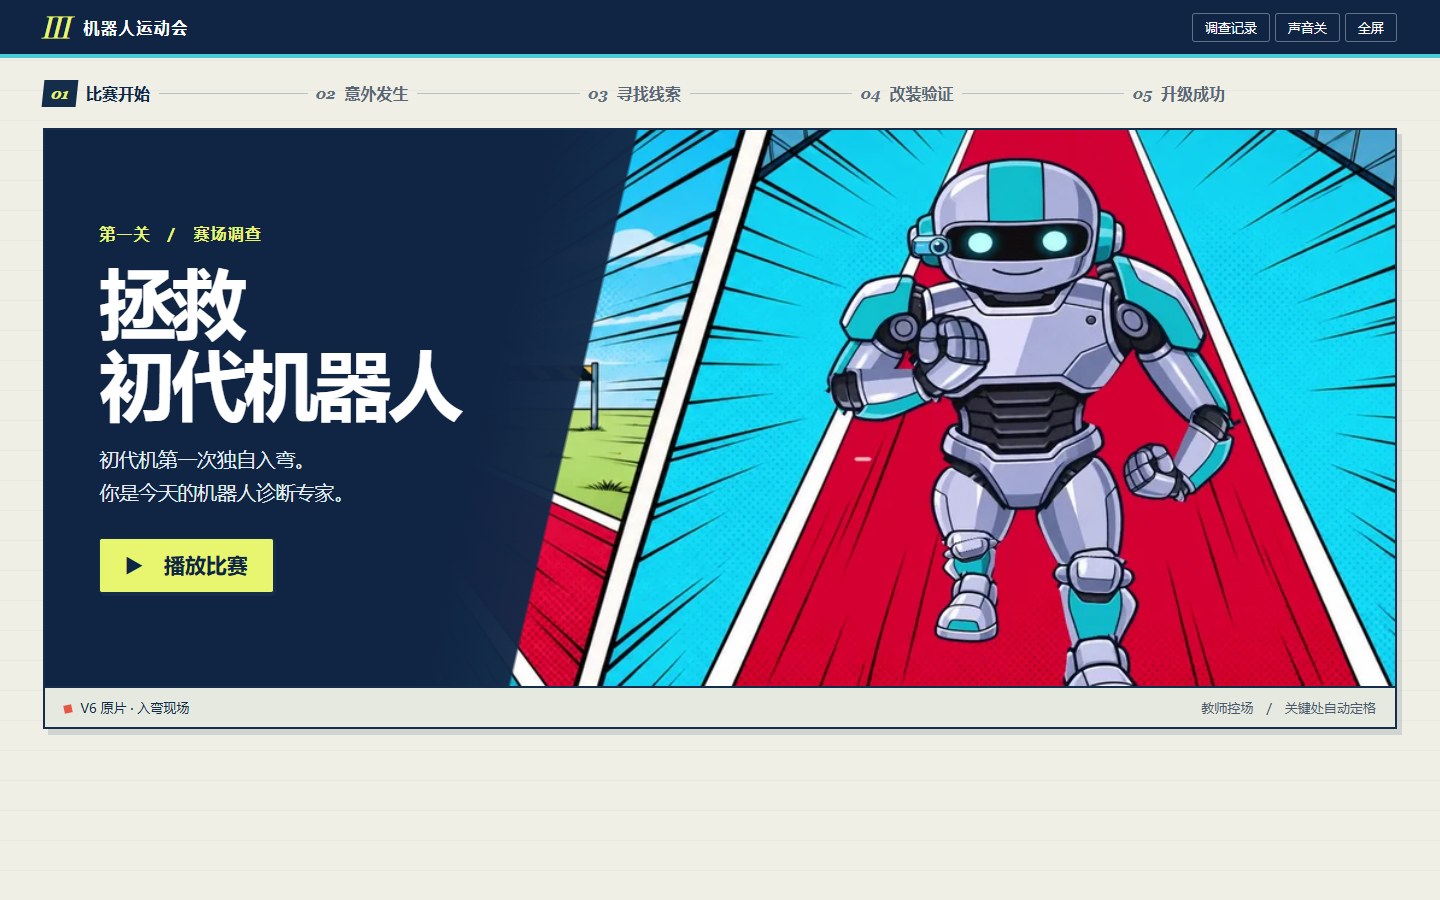 III 机器人运动会
调查记录 声音关 全屏
01 比赛开始 02 意外发生 03 寻找线索 04 改装验证 05 升级成功
第一关 / 赛场调查
拯救
初代机器人
初代机第一次独自入弯。
你是今天的机器人诊断专家。
▶ 播放比赛
V6 原片 · 入弯现场
教师控场 / 关键处自动定格